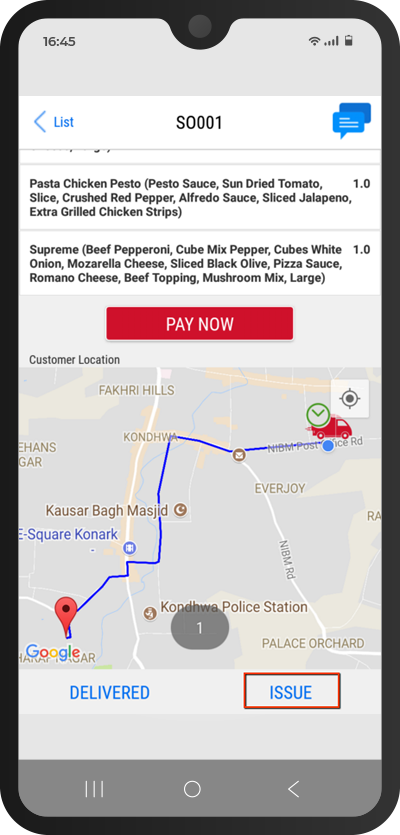 16:45
List
SO001
Pasta Chicken Pesto (Pesto Sauce, Sun Dried Tomato, 1.0
Slice, Crushed Red Pepper, Alfredo Sauce, Sliced Jalapeno,
Extra Grilled Chicken Strips)
Supreme (Beef Pepperoni, Cube Mix Pepper, Cubes White 1.0
Onion, Mozarella Cheese, Sliced Black Olive, Pizza Sauce,
Romano Cheese, Beef Topping, Mushroom Mix, Large)
PAY NOW
Customer Location
FAKHRI HILLS
KONDHWA
EHANS
GAR
NIBM Post
ice Rd
EVERJOY
Kausar Bagh Masjid
RA
E-Square Konark
NIBM Rd
Kondhwa Police Station
1
PALACE ORCHARD
Google
GAR
DELIVERED
ISSUE